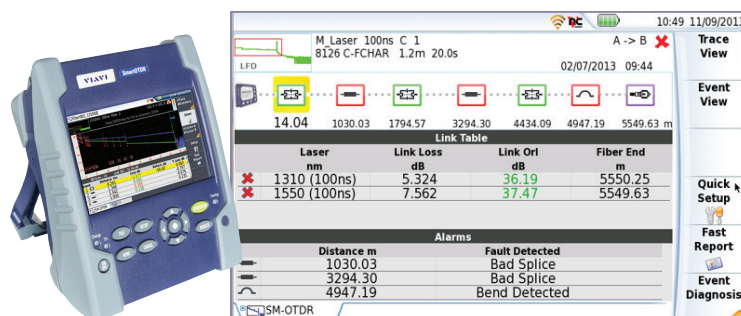 VIAVI
SmartOTDR
10:49 11/09/2013
M_Laser 100ns C 1
8126 C-FCHAR 1.2m 20.0s
A -> B
LFD
02/07/2013 09:44
14.04 1030.03 1794.57 3294.30 4434.09 4947.19 5549.63 m
Link Table
Laser Link Loss Link Orl Fiber End
nm dB dB m
1310 (100ns) 5.324 36.19 5550.25
1550 (100ns) 7.562 37.47 5549.63
Alarms
Distance m Fault Detected
1030.03 Bad Splice
3294.30 Bad Splice
4947.19 Bend Detected
SM-OTDR
Trace
View
Event
View
Quick
Setup
Fast
Report
Event
Diagnosis